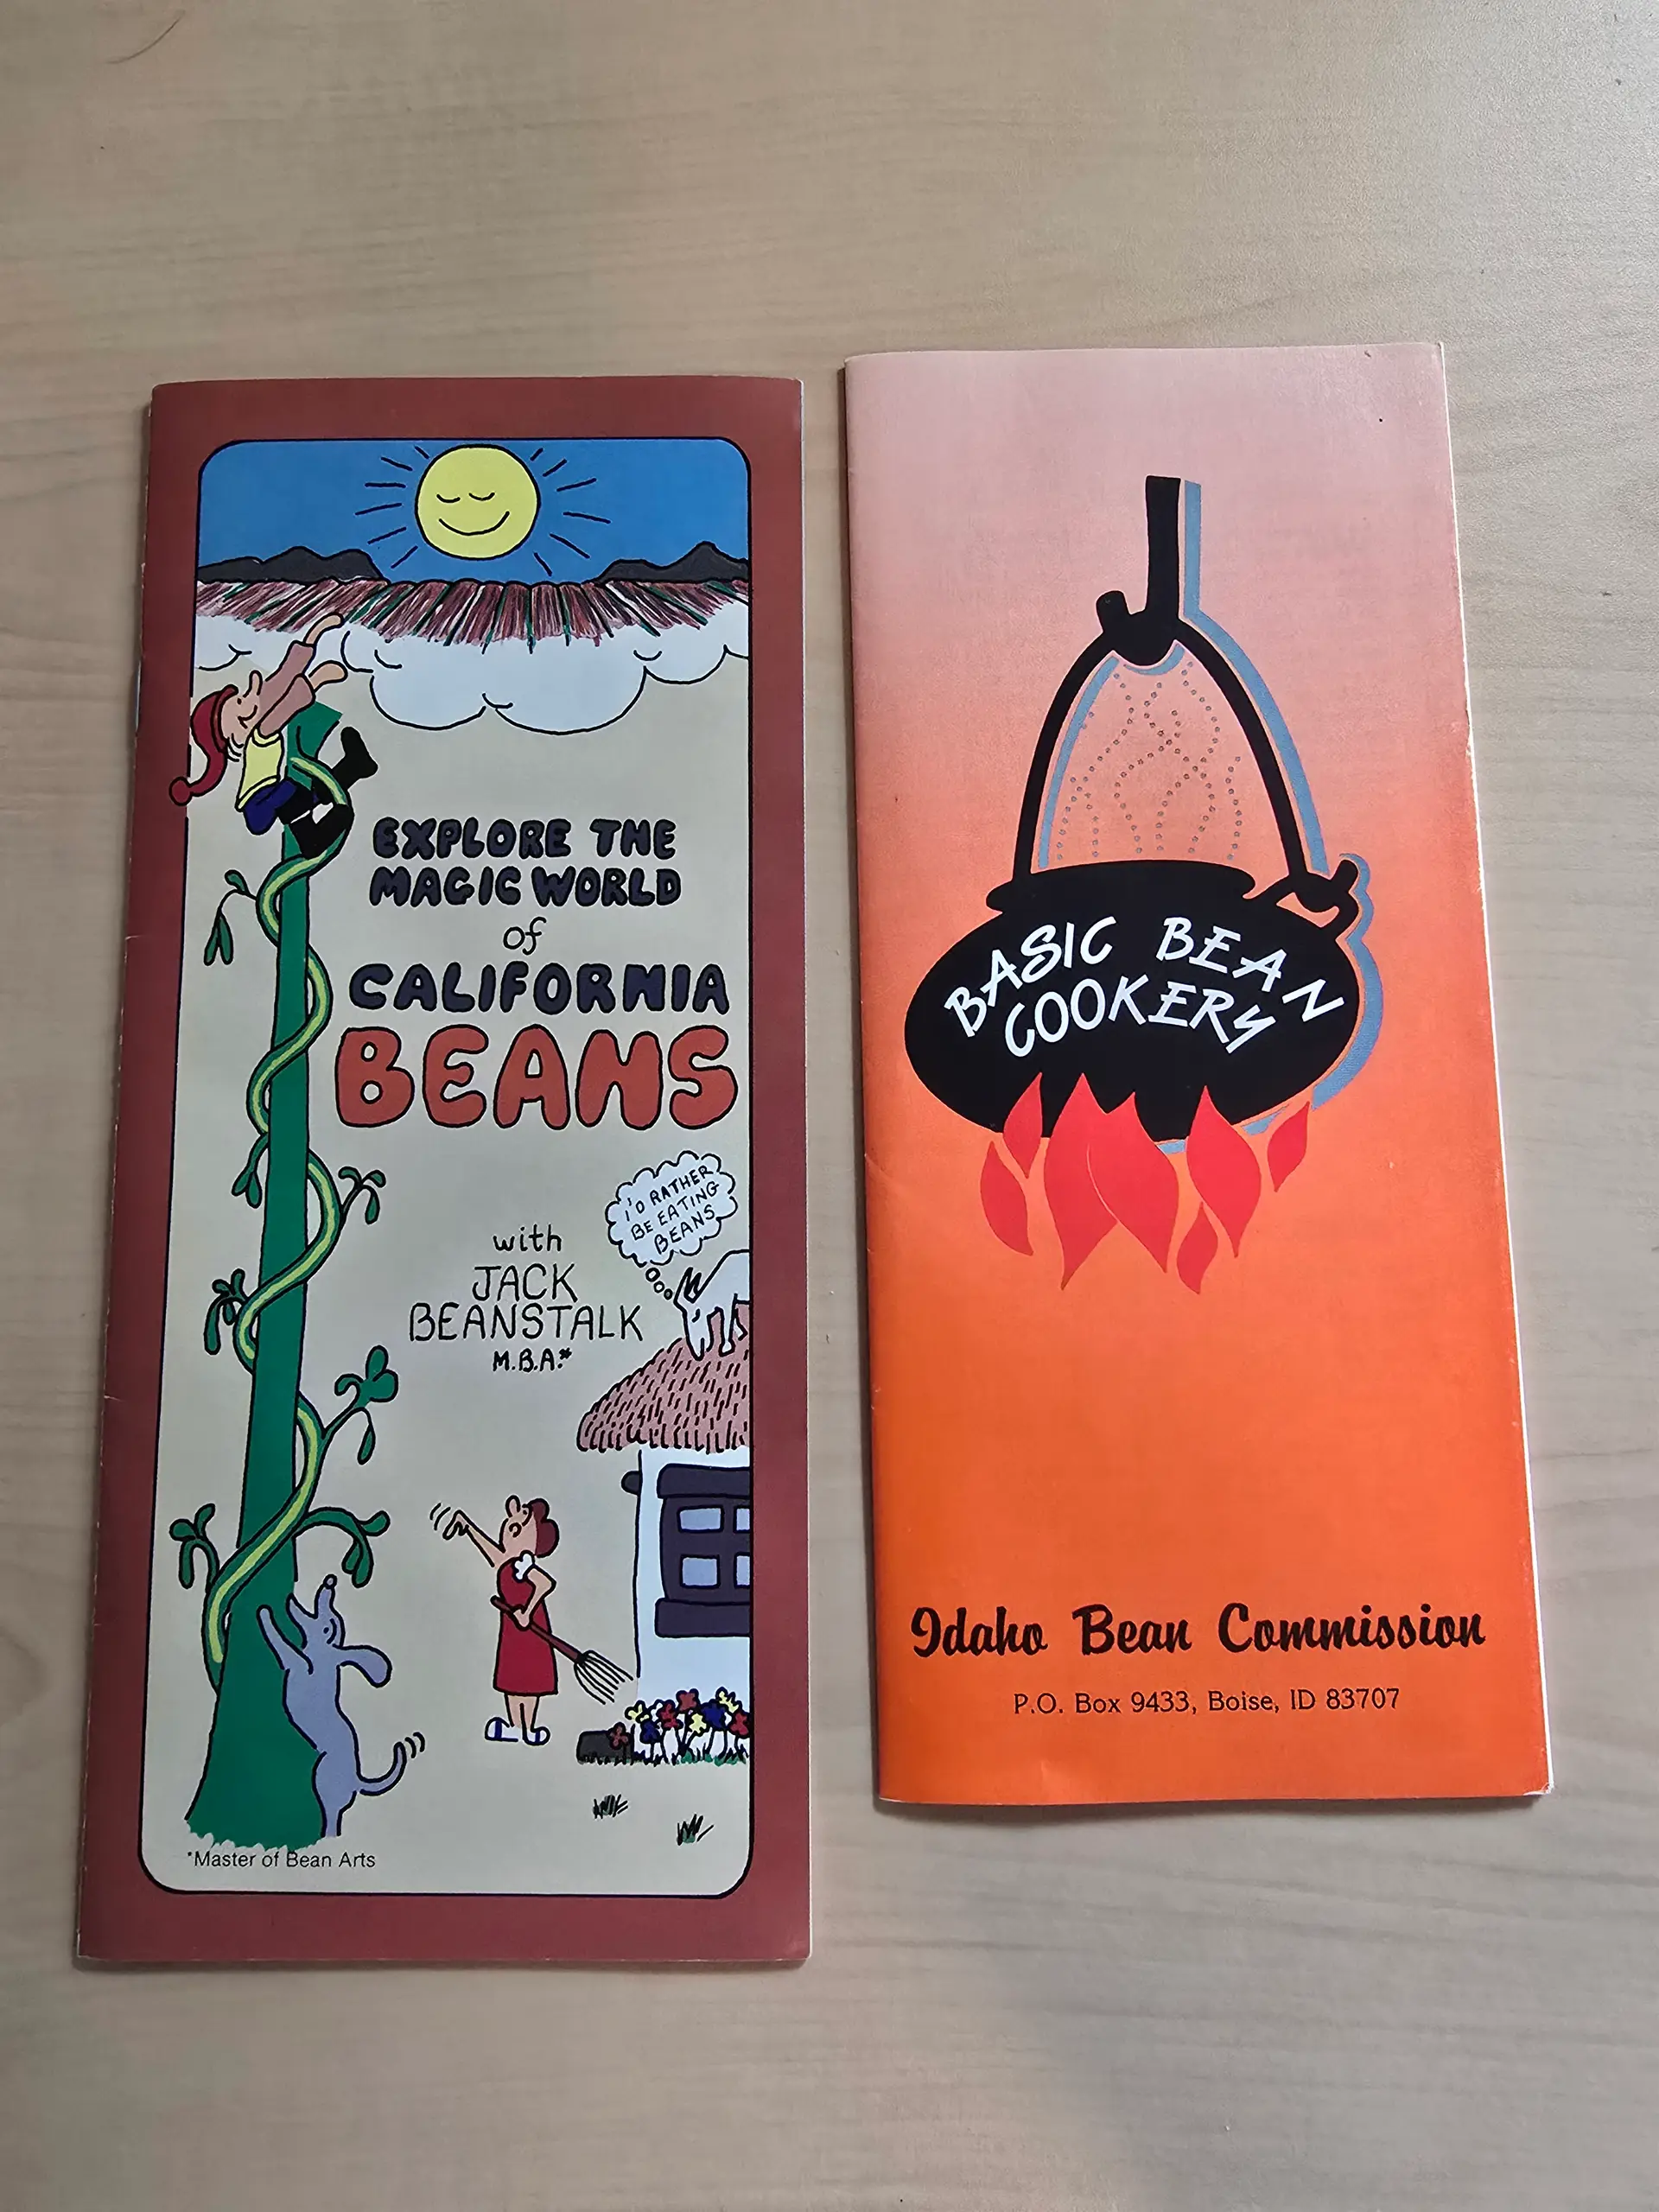 EXPLORE THE
MAGIC WORLD
of
CALIFORNIA
BEANS
I'D RATHER
BE EATING
BEANS
with
JACK
BEANSTALK
M.B.A.*
*Master of Bean Arts
BASIC BEAN
COOKERY
Idaho Bean Commission
P.O. Box 9433, Boise, ID 83707